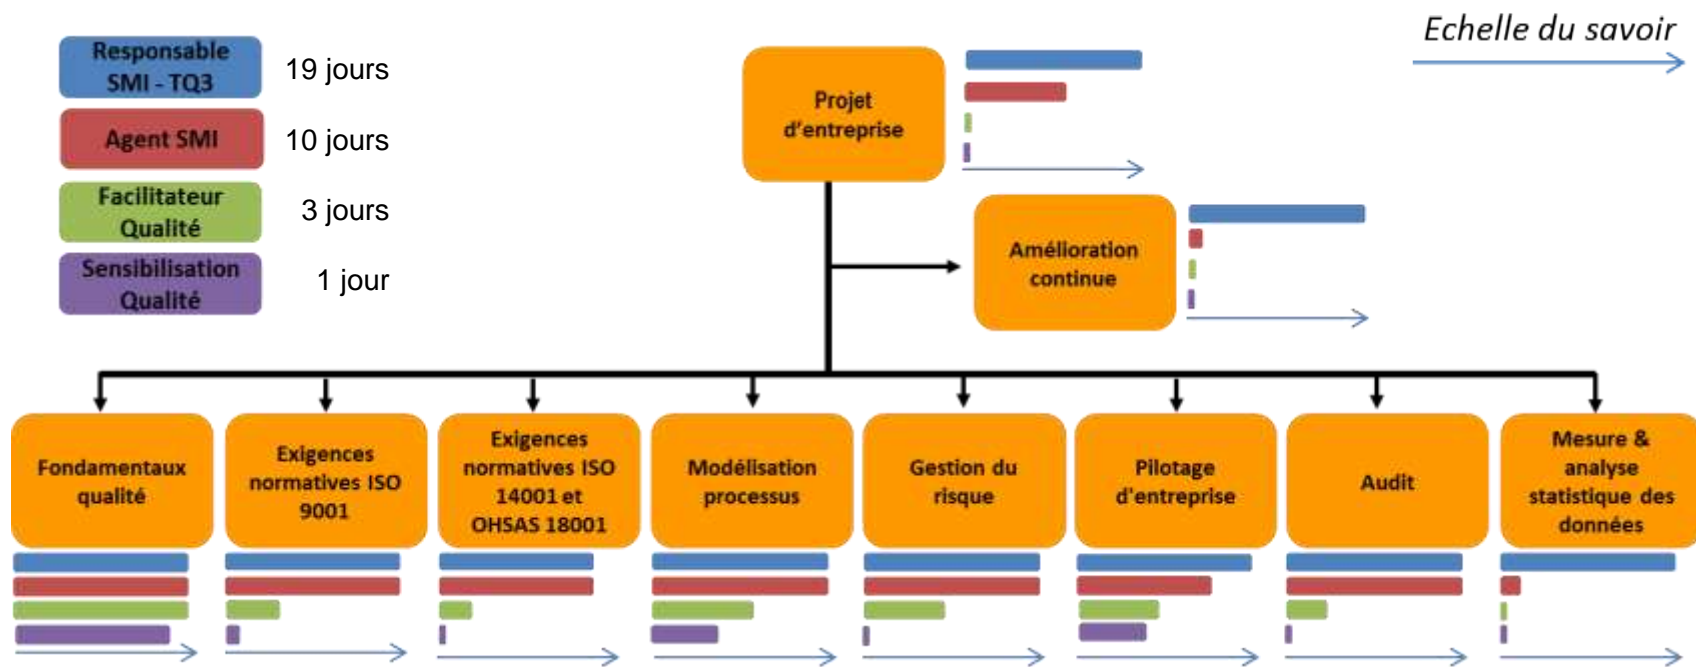 Echelle du savoir
Responsable
SMI - TQ3
19 jours
Agent SMI
10 jours
Facilitateur
Qualité
3 jours
Sensibilisation
Qualité
1 jour
Projet
d'entreprise
Amélioration
continue
Fondamentaux
qualité
Exigences
normatives ISO
9001
Exigences
normatives ISO
14001 et
OHSAS 18001
Modélisation
processus
Gestion du
risque
Pilotage
d'entreprise
Audit
Mesure &
analyse
statistique des
données